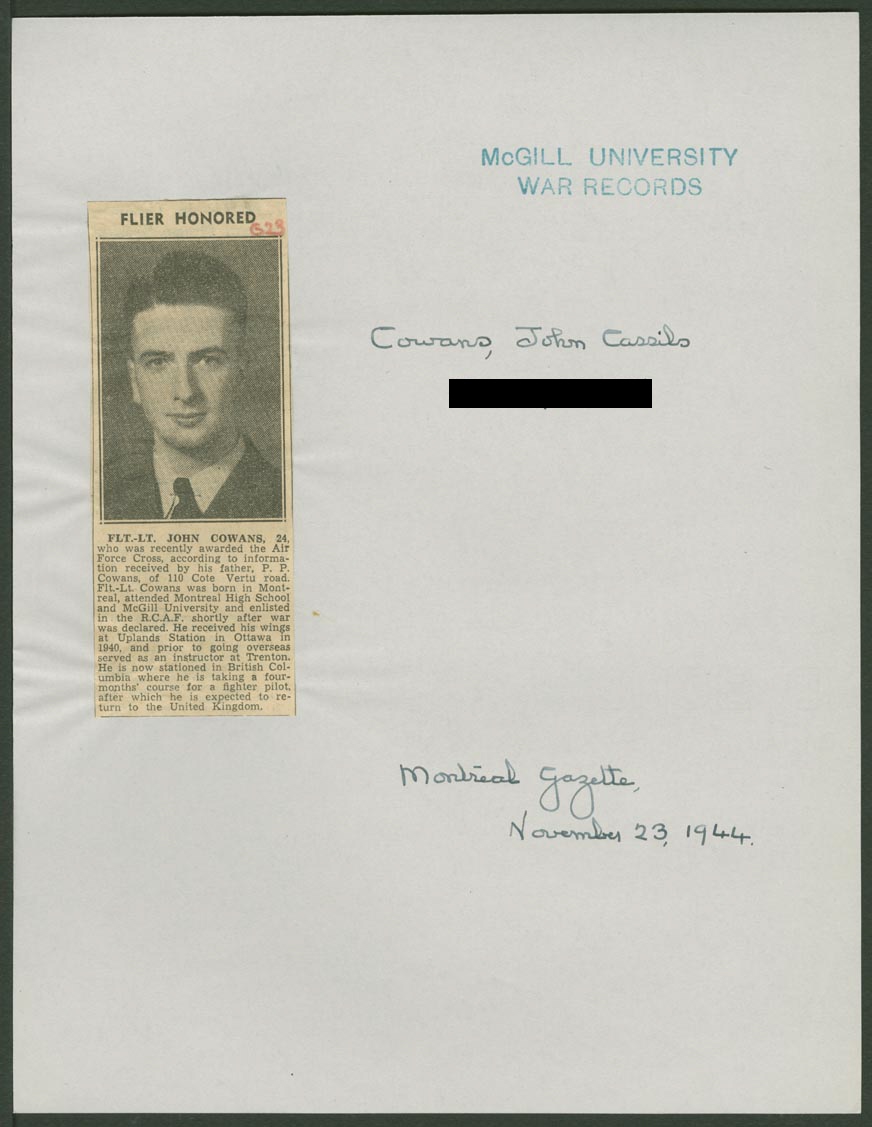 McGILL UNIVERSITY
WAR RECORDS
FLIER HONORED
G23
Cowans, John Cassils
FLT.-LT. JOHN COWANS, 24,
who was recently awarded the Air
Force Cross, according to informa-
tion received by his father, P. P.
Cowans, of 110 Cote Vertu road.
Flt.-Lt. Cowans was born in Mont-
real, attended Montreal High School
and McGill University and enlisted
in the R.C.A.F. shortly after war
was declared. He received his wings
at Uplands Station in Ottawa in
1940, and prior to going overseas
served as an instructor at Trenton.
He is now stationed in British Col-
umbia where he is taking a four-
months' course for a fighter pilot,
after which he is expected to re-
turn to the United Kingdom.
Montreal Gazette,
November 23, 1944.